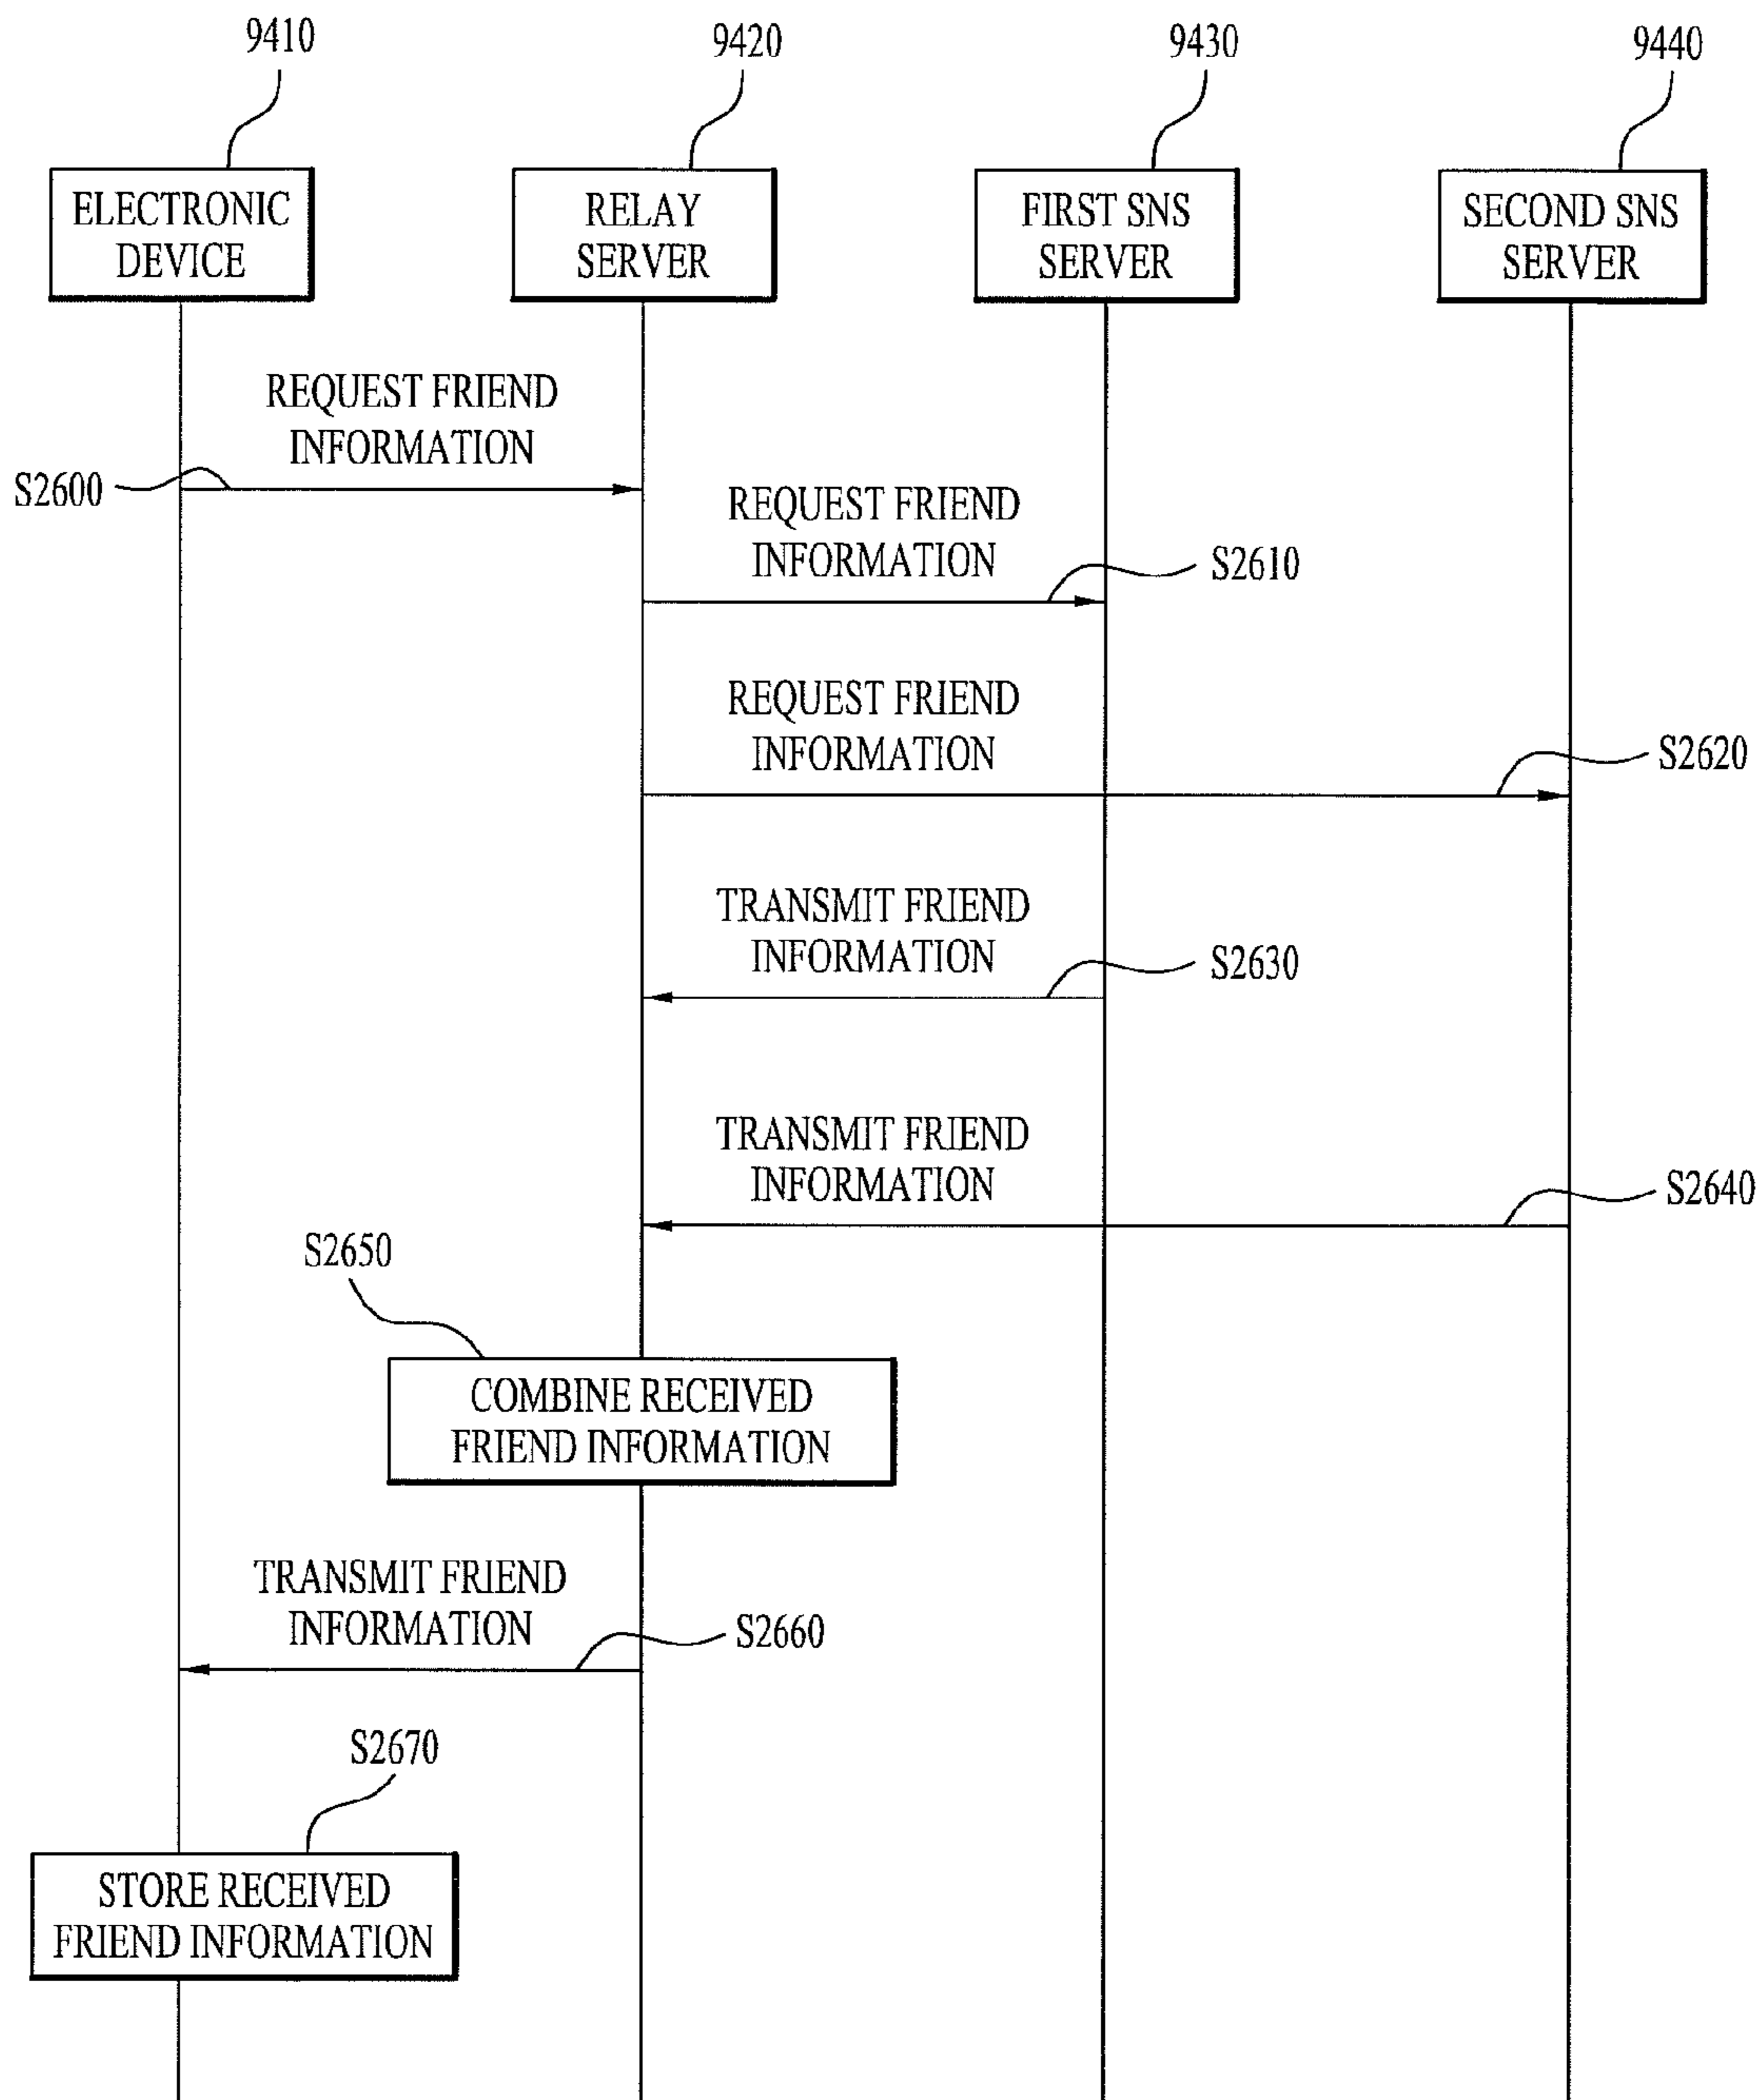 9410
9420
9430
9440
ELECTRONIC
DEVICE
RELAY
SERVER
FIRST SNS
SERVER
SECOND SNS
SERVER
REQUEST FRIEND
INFORMATION
S2600
REQUEST FRIEND
INFORMATION
S2610
REQUEST FRIEND
INFORMATION
S2620
TRANSMIT FRIEND
INFORMATION
S2630
TRANSMIT FRIEND
INFORMATION
S2640
S2650
COMBINE RECEIVED
FRIEND INFORMATION
TRANSMIT FRIEND
INFORMATION
S2660
S2670
STORE RECEIVED
FRIEND INFORMATION